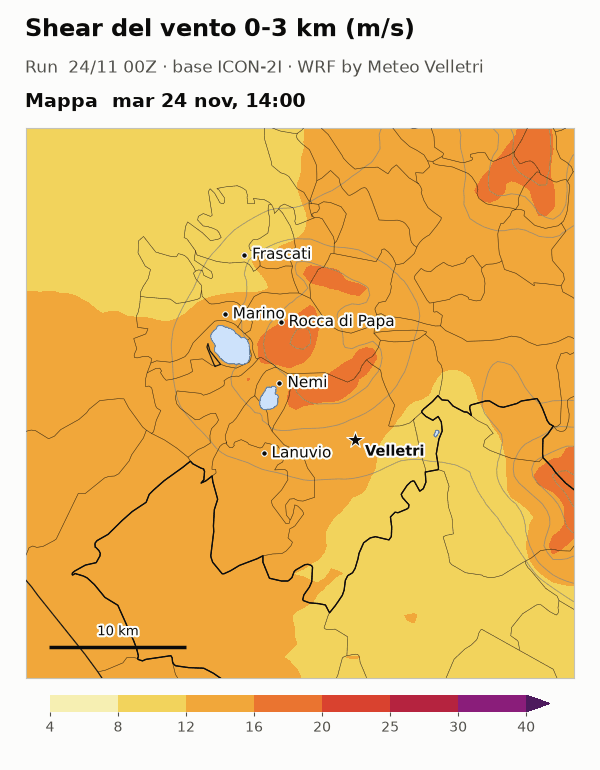 Shear del vento 0-3 km (m/s)
Run  24/11 00Z · base ICON-2I · WRF by Meteo Velletri
Mappa  mar 24 nov, 14:00
Frascati
Marino
Rocca di Papa
Nemi
Velletri
Lanuvio
10 km
4 8 12 16 20 25 30 40